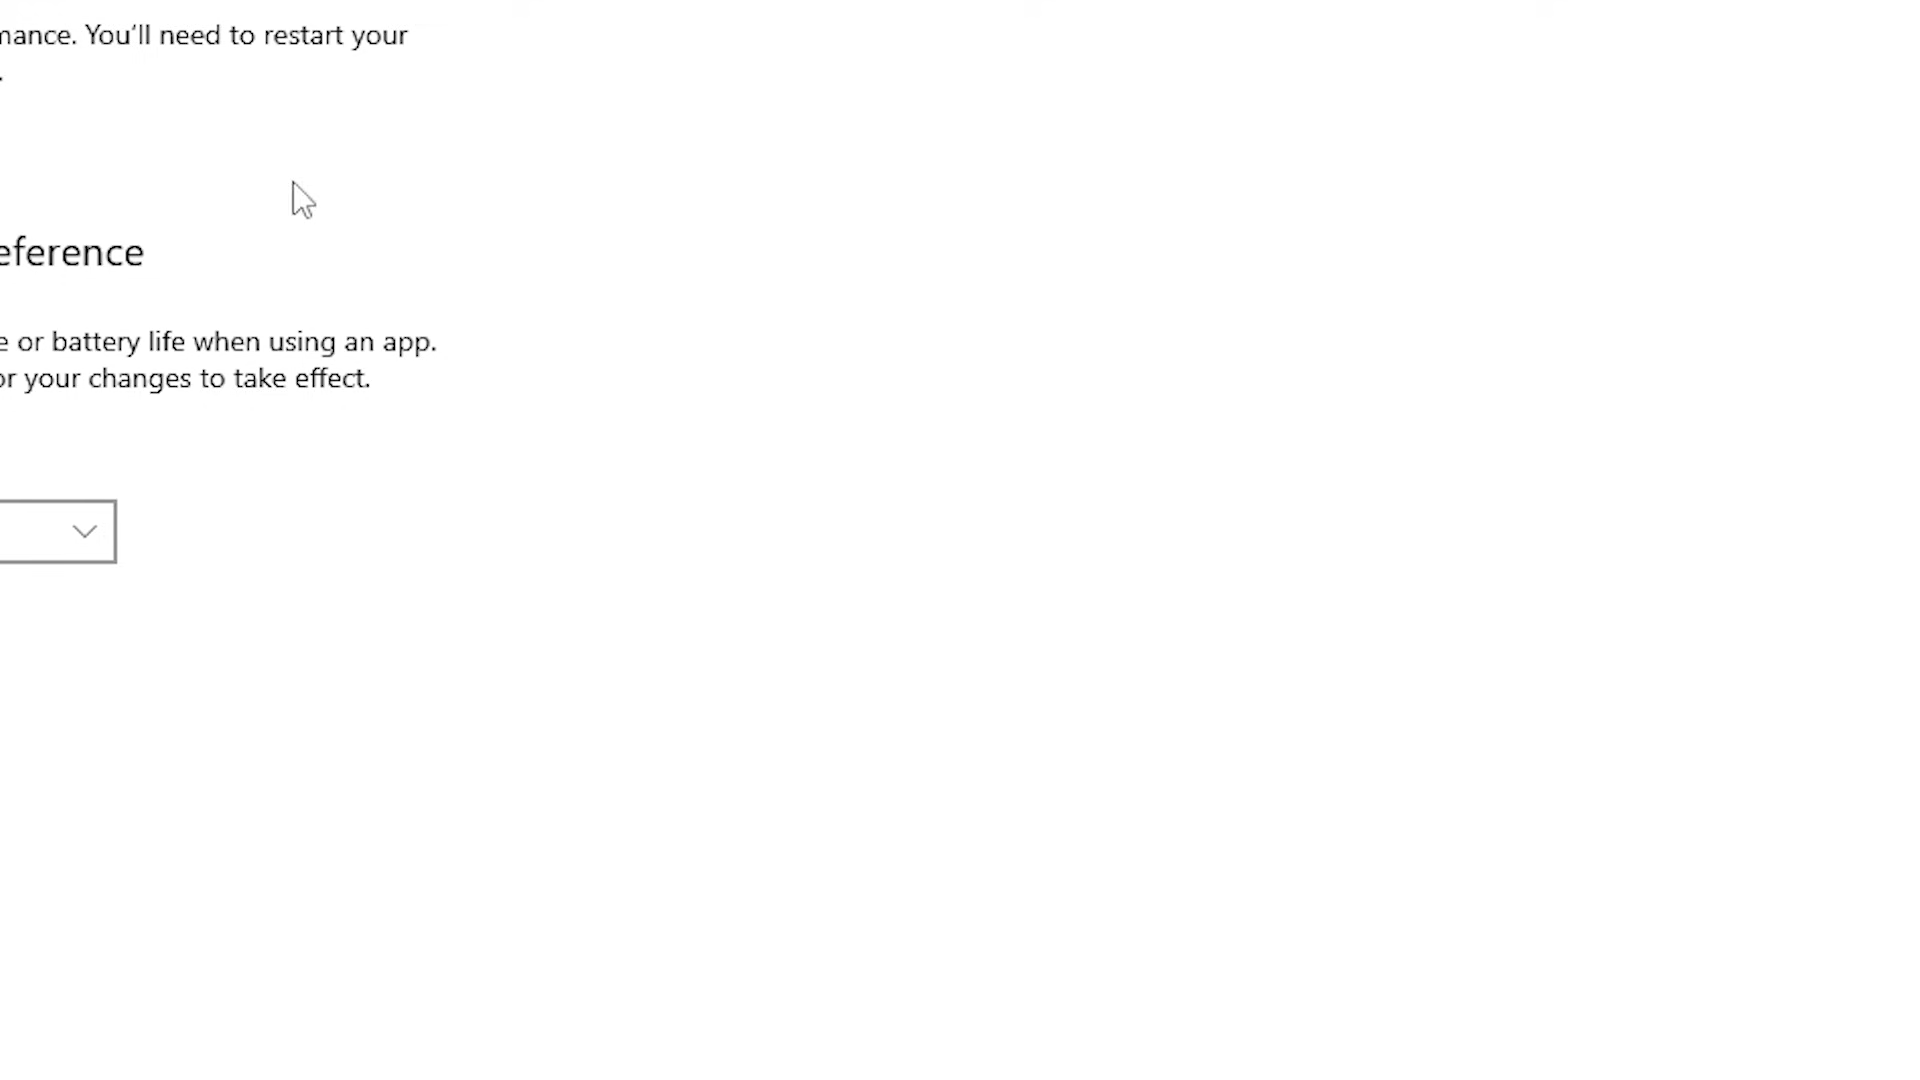 mance. You'll need to restart your
.
eference
e or battery life when using an app.
or your changes to take effect.